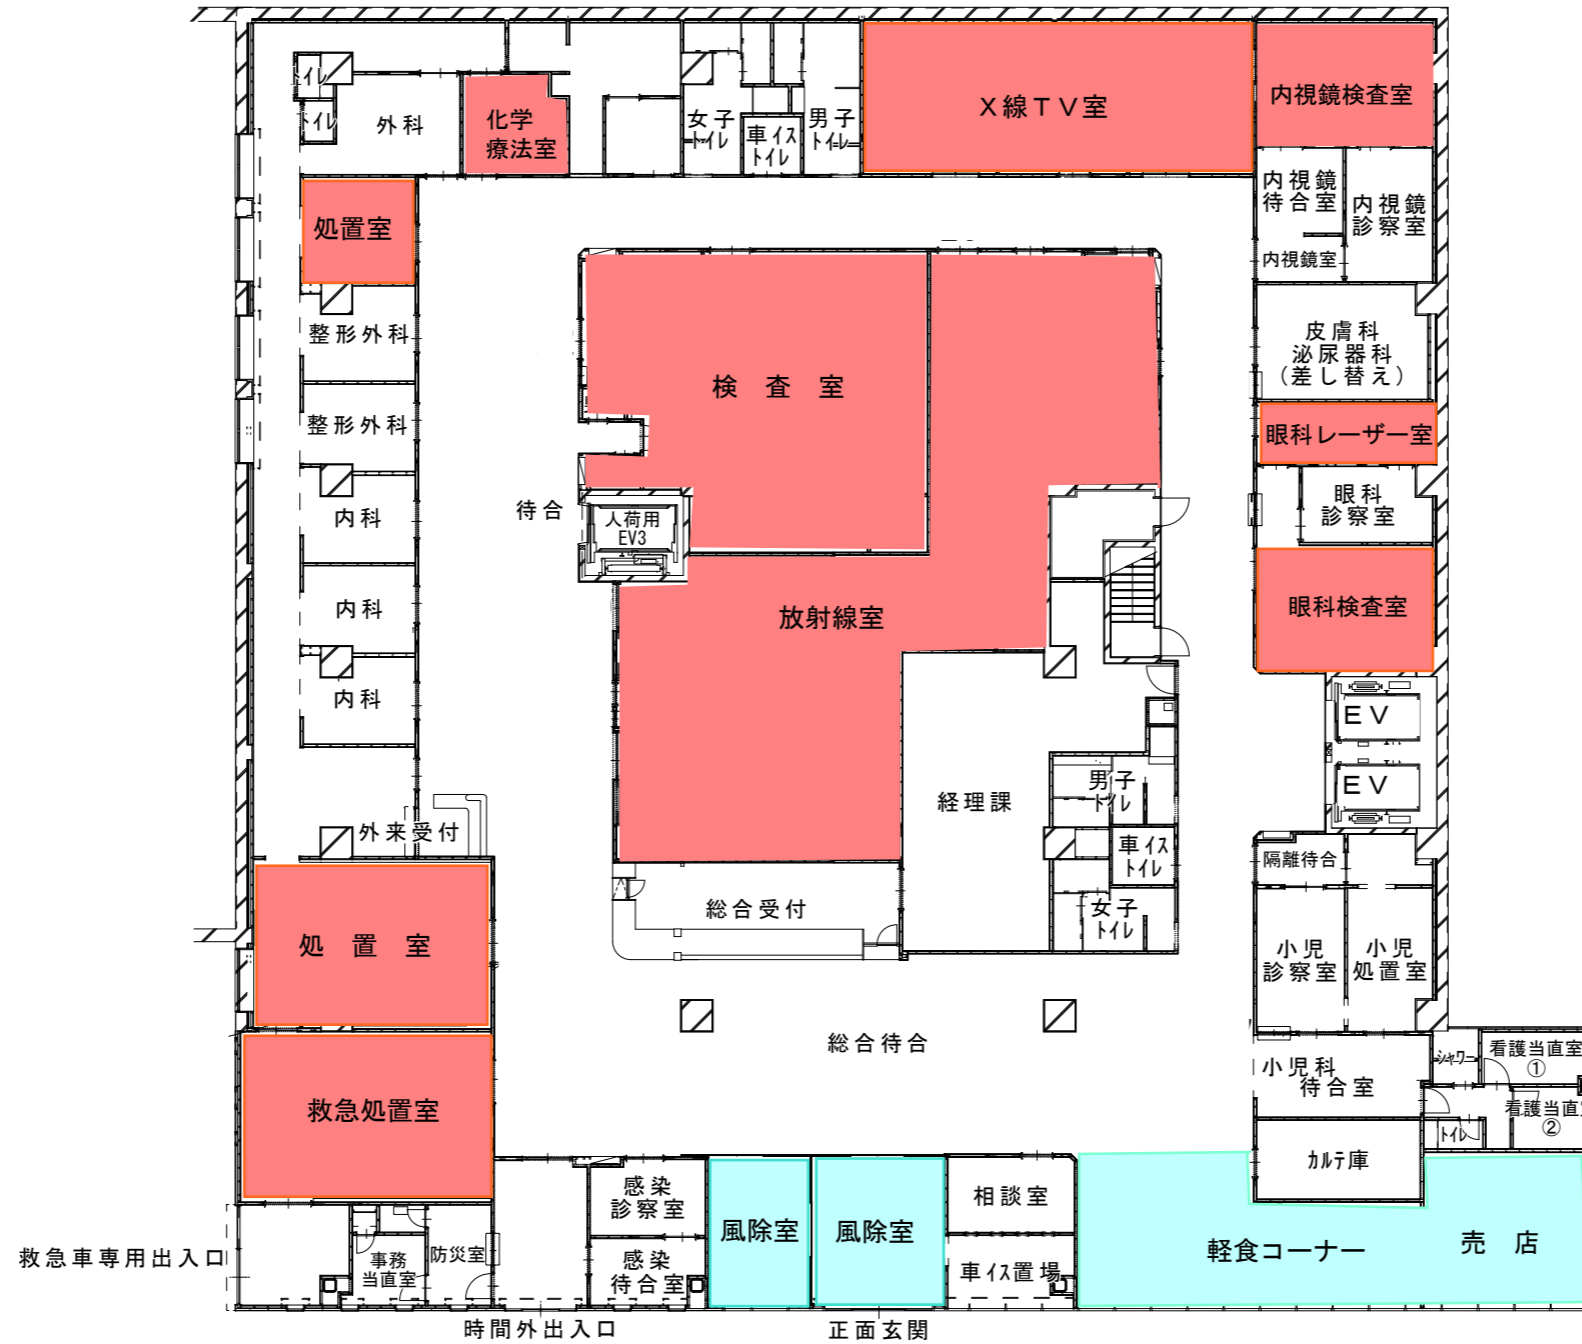 トイレ
トイレ
外科
化学
療法室
女子
トイレ
車イス
トイレ
男子
トイレ
X線TV室
内視鏡検査室
内視鏡
待合室
内視鏡
診察室
内視鏡室
処置室
整形外科
整形外科
内科
内科
内科
外来受付
検 査 室
待合
人荷用
EV3
放射線室
皮膚科
泌尿器科
(差し替え)
眼科レーザー室
眼科
診察室
眼科検査室
EV
EV
経理課
男子
トイレ
車イス
トイレ
女子
トイレ
総合受付
隔離待合
小児
診察室
小児
処置室
処 置 室
救急処置室
総合待合
小児科
待合室
シャワー
看護当直室
①
看護当直
②
トイレ
カルテ庫
感染
診察室
感染
待合室
風除室
風除室
相談室
車イス置場
軽食コーナー
売 店
救急車専用出入口
事務
当直室
防災室
時間外出入口
正面玄関